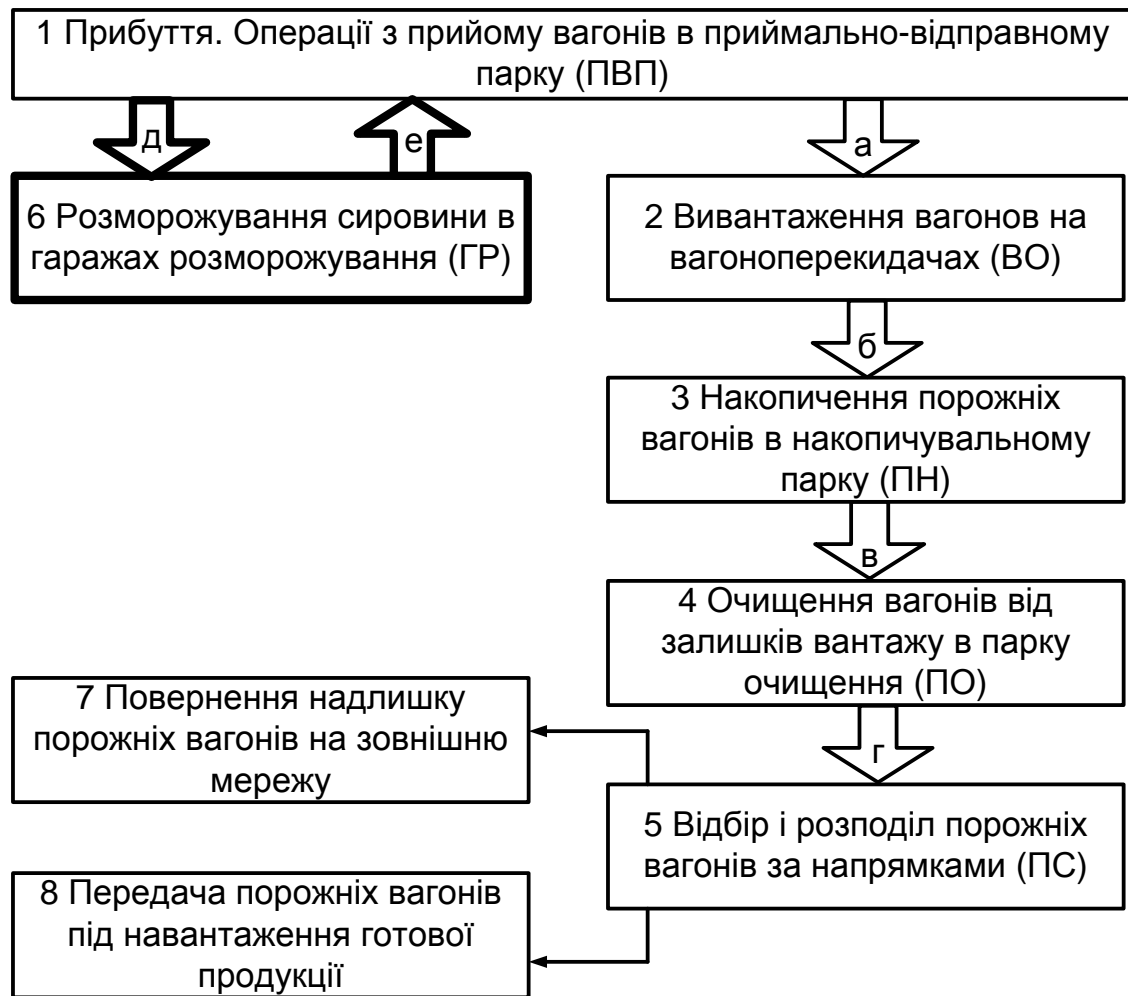 1 Прибуття. Операції з прийому вагонів в приймально-відправному
парку (ПВП)
д
е
а
6 Розморожування сировини в
гаражах розморожування (ГР)
2 Вивантаження вагонов на
вагоноперекидачах (ВО)
б
3 Накопичення порожніх
вагонів в накопичувальному
парку (ПН)
в
4 Очищення вагонів від
залишків вантажу в парку
очищення (ПО)
г
7 Повернення надлишку
порожніх вагонів на зовнішню
мережу
5 Відбір і розподіл порожніх
вагонів за напрямками (ПС)
8 Передача порожніх вагонів
під навантаження готової
продукції